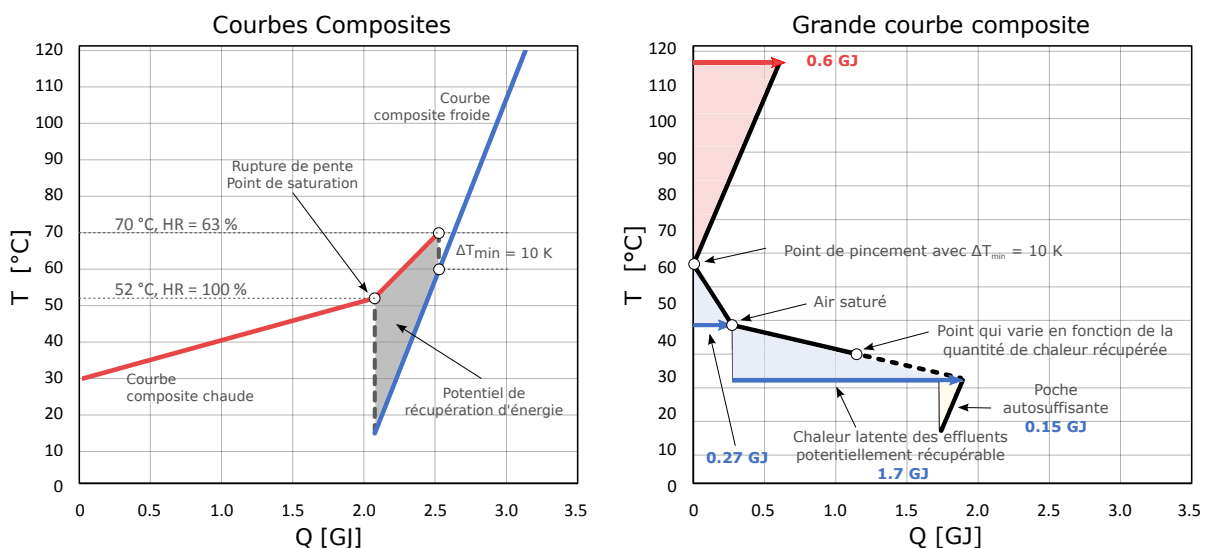 Courbes Composites
120
110
100
90
80
70
60
50
40
30
20
10
0
T [°C]
0
0.5
1.0
1.5
2.0
2.5
3.0
3.5
Q [GJ]
Courbe
composite froide
Rupture de pente
Point de saturation
70 °C, HR = 63 %
ΔTmin = 10 K
52 °C, HR = 100 %
Courbe
composite chaude
Potentiel de
récupération d'énergie
Grande courbe composite
120
110
100
90
80
70
60
50
40
30
20
10
0
T [°C]
0
0.5
1.0
1.5
2.0
2.5
3.0
3.5
Q [GJ]
0.6 GJ
Point de pincement avec ΔTmin = 10 K
Air saturé
Point qui varie en fonction de la
quantité de chaleur récupérée
Poche
autosuffisante
0.15 GJ
Chaleur latente des effluents
potentiellement récupérable
1.7 GJ
0.27 GJ